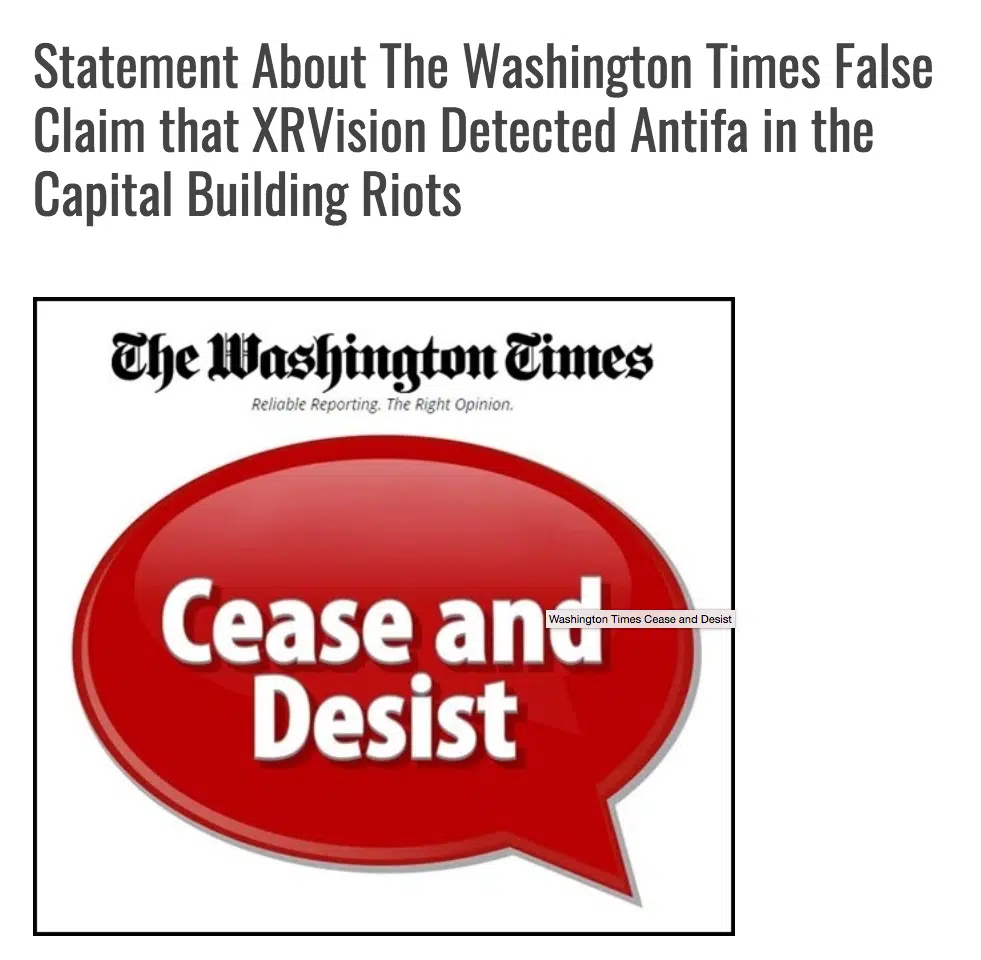 Statement About The Washington Times False
Claim that XRVision Detected Antifa in the
Capital Building Riots
The Washington Times
Reliable Reporting. The Right Opinion.
Cease and
Washington Times Cease and Desist
Desist